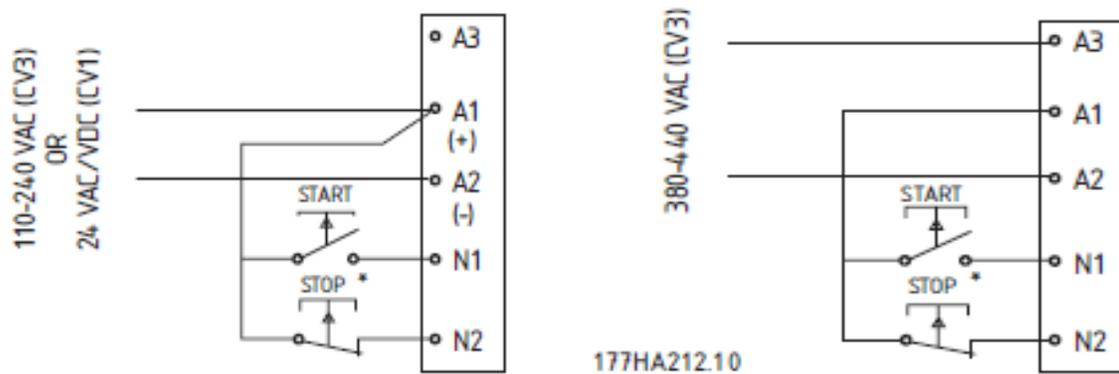 110-240 VAC (CV3)
OR
24 VAC/VDC (CV1)
A3
A1
(+)
A2
(-)
START
N1
STOP *
N2
380-440 VAC (CV3)
A3
A1
A2
START
N1
STOP *
N2
177HA212.10